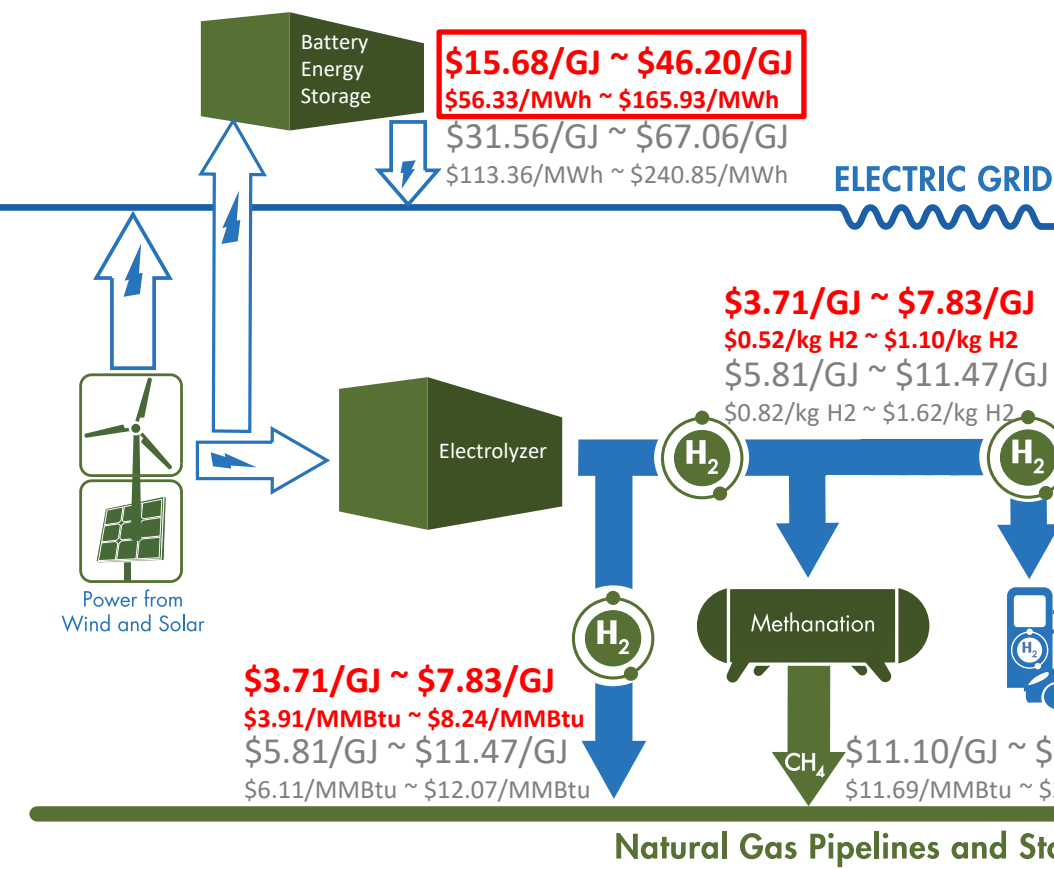 Battery
Energy
Storage
$15.68/GJ ~ $46.20/GJ
$56.33/MWh ~ $165.93/MWh
$31.56/GJ ~ $67.06/GJ
$113.36/MWh ~ $240.85/MWh
ELECTRIC GRID
$3.71/GJ ~ $7.83/GJ
$0.52/kg H2 ~ $1.10/kg H2
$5.81/GJ ~ $11.47/GJ
$0.82/kg H2 ~ $1.62/kg H2
Electrolyzer
H₂
H₂
Power from
Wind and Solar
H₂
Methanation
H₂
$3.71/GJ ~ $7.83/GJ
$3.91/MMBtu ~ $8.24/MMBtu
$5.81/GJ ~ $11.47/GJ
$6.11/MMBtu ~ $12.07/MMBtu
CH₄
$11.10/GJ ~ $
$11.69/MMBtu ~ $
Natural Gas Pipelines and Sto